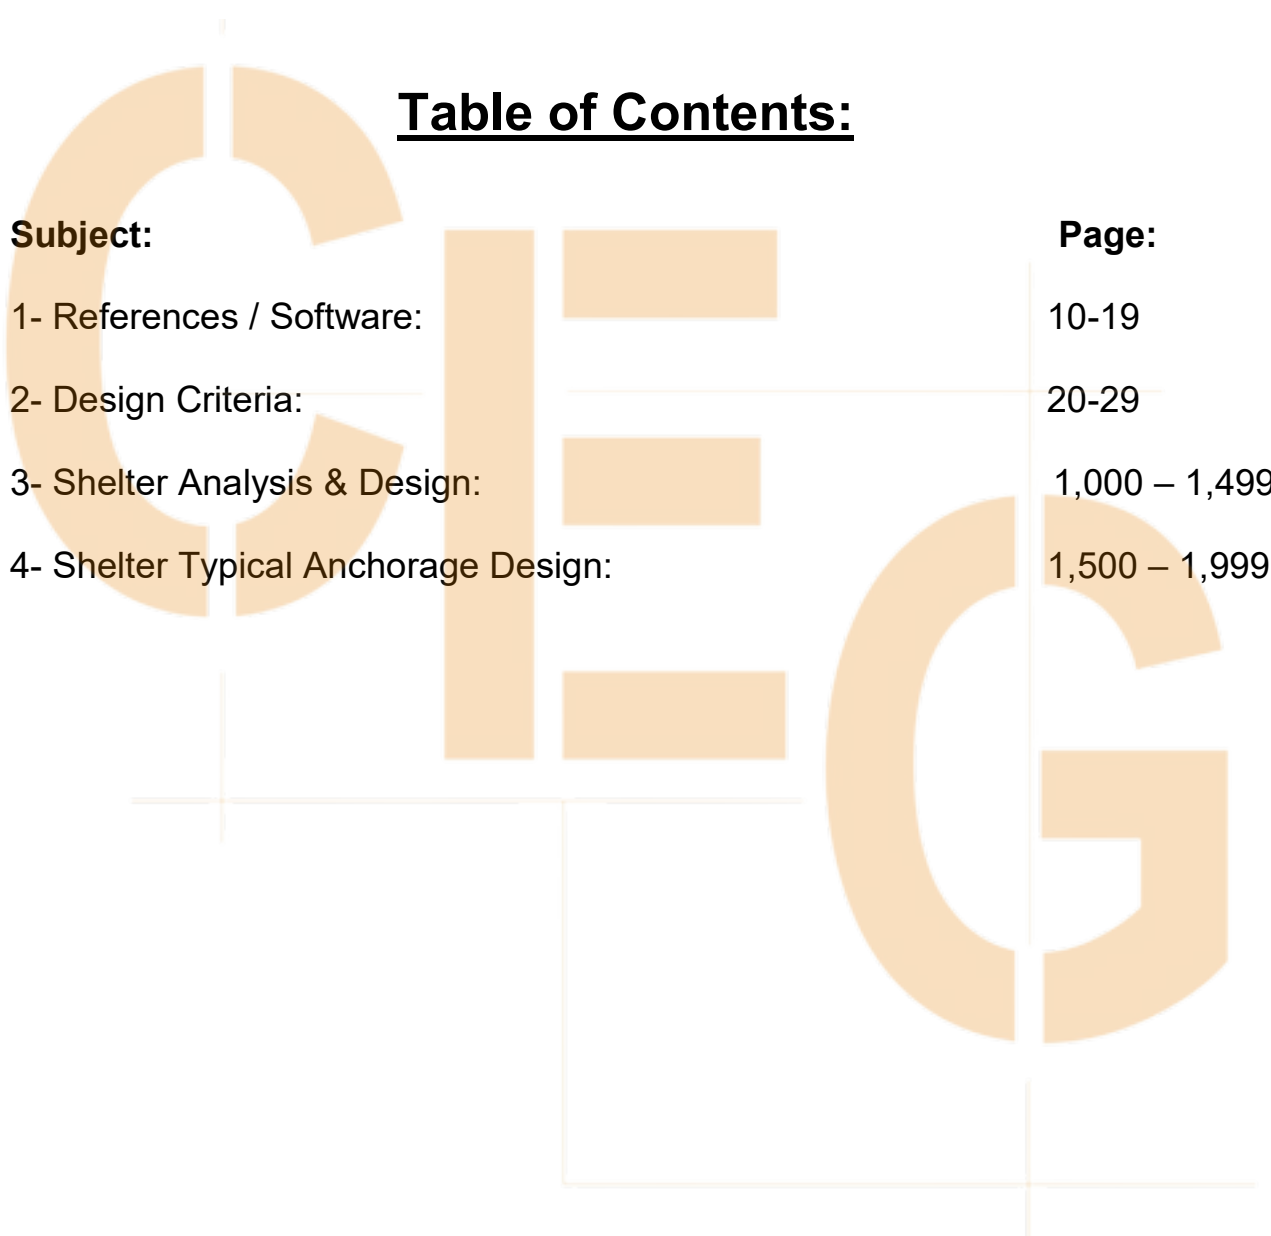 Table of Contents:
Subject: Page:
1- References / Software: 10-19
2- Design Criteria: 20-29
3- Shelter Analysis & Design: 1,000 – 1,499
4- Shelter Typical Anchorage Design: 1,500 – 1,999
CEG